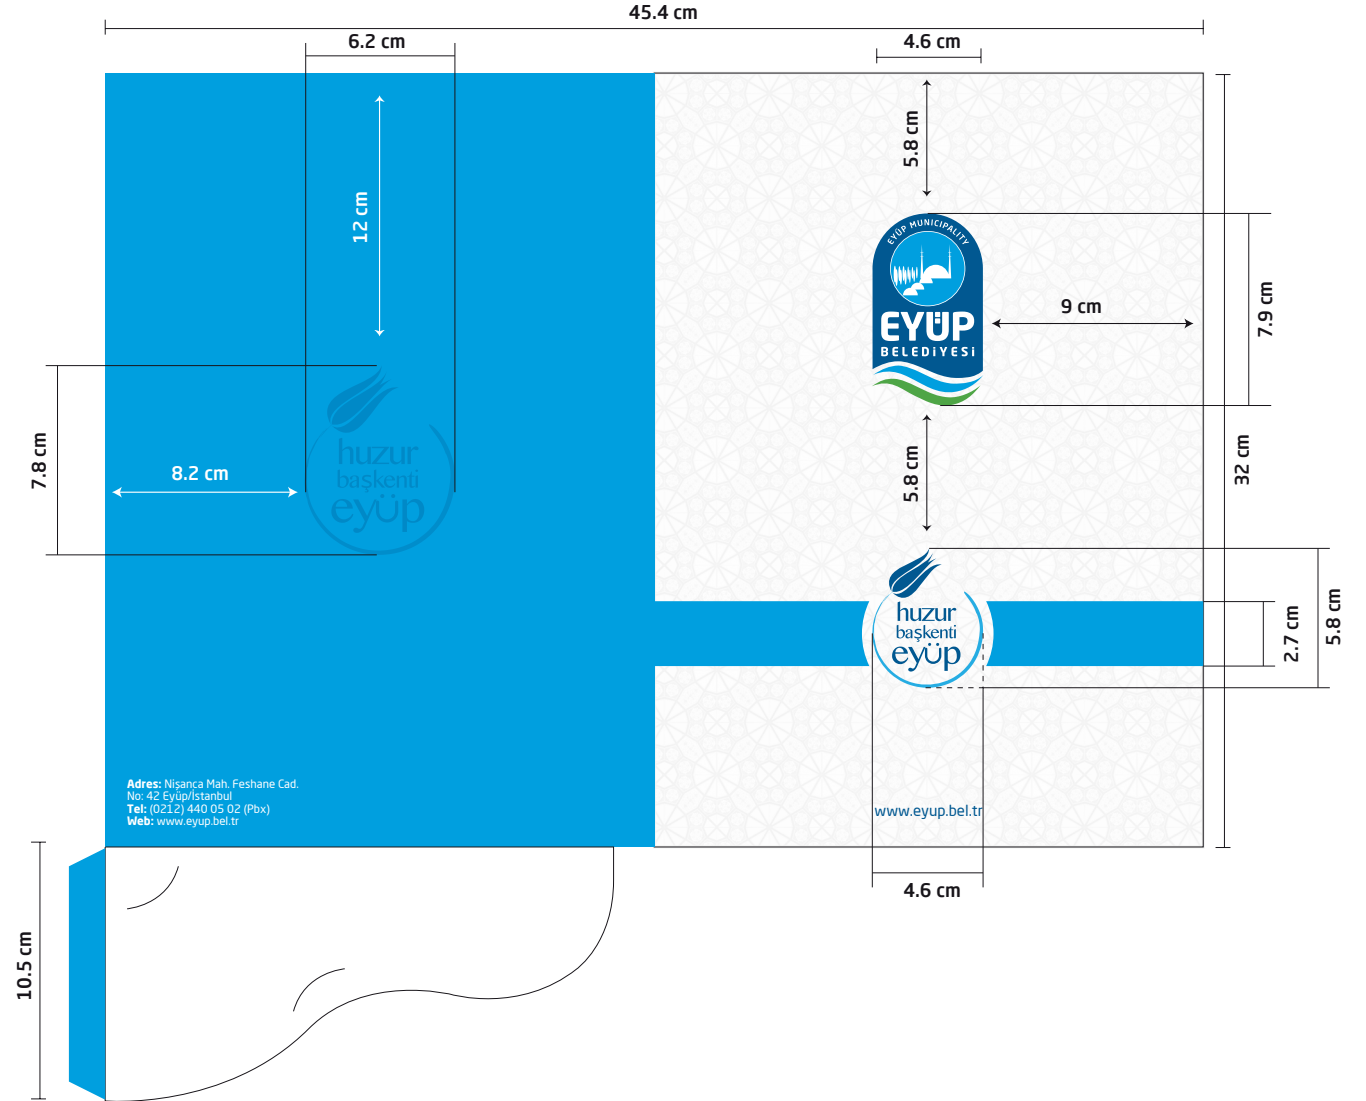 45.4 cm
6.2 cm
4.6 cm
12 cm
5.8 cm
EYÜP MUNICIPALITY
EYÜP
BELEDİYESİ
9 cm
7.9 cm
7.8 cm
8.2 cm
huzur
başkenti
eyüp
5.8 cm
32 cm
huzur
başkenti
eyüp
2.7 cm
5.8 cm
Adres: Nişanca Mah. Feshane Cad.
No: 42 Eyüp/İstanbul
Tel: (0212) 440 05 02 (Pbx)
Web: www.eyup.bel.tr
www.eyup.bel.tr
4.6 cm
10.5 cm